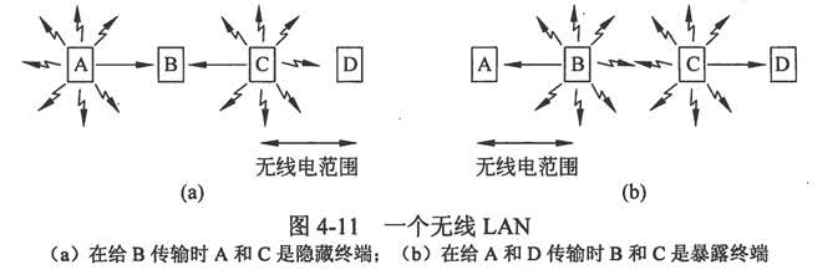 A B C D A B C D
无线电范围 无线电范围
(a) (b)
图 4-11 一个无线 LAN
（a）在给 B 传输时 A 和 C 是隐藏终端；（b）在给 A 和 D 传输时 B 和 C 是暴露终端